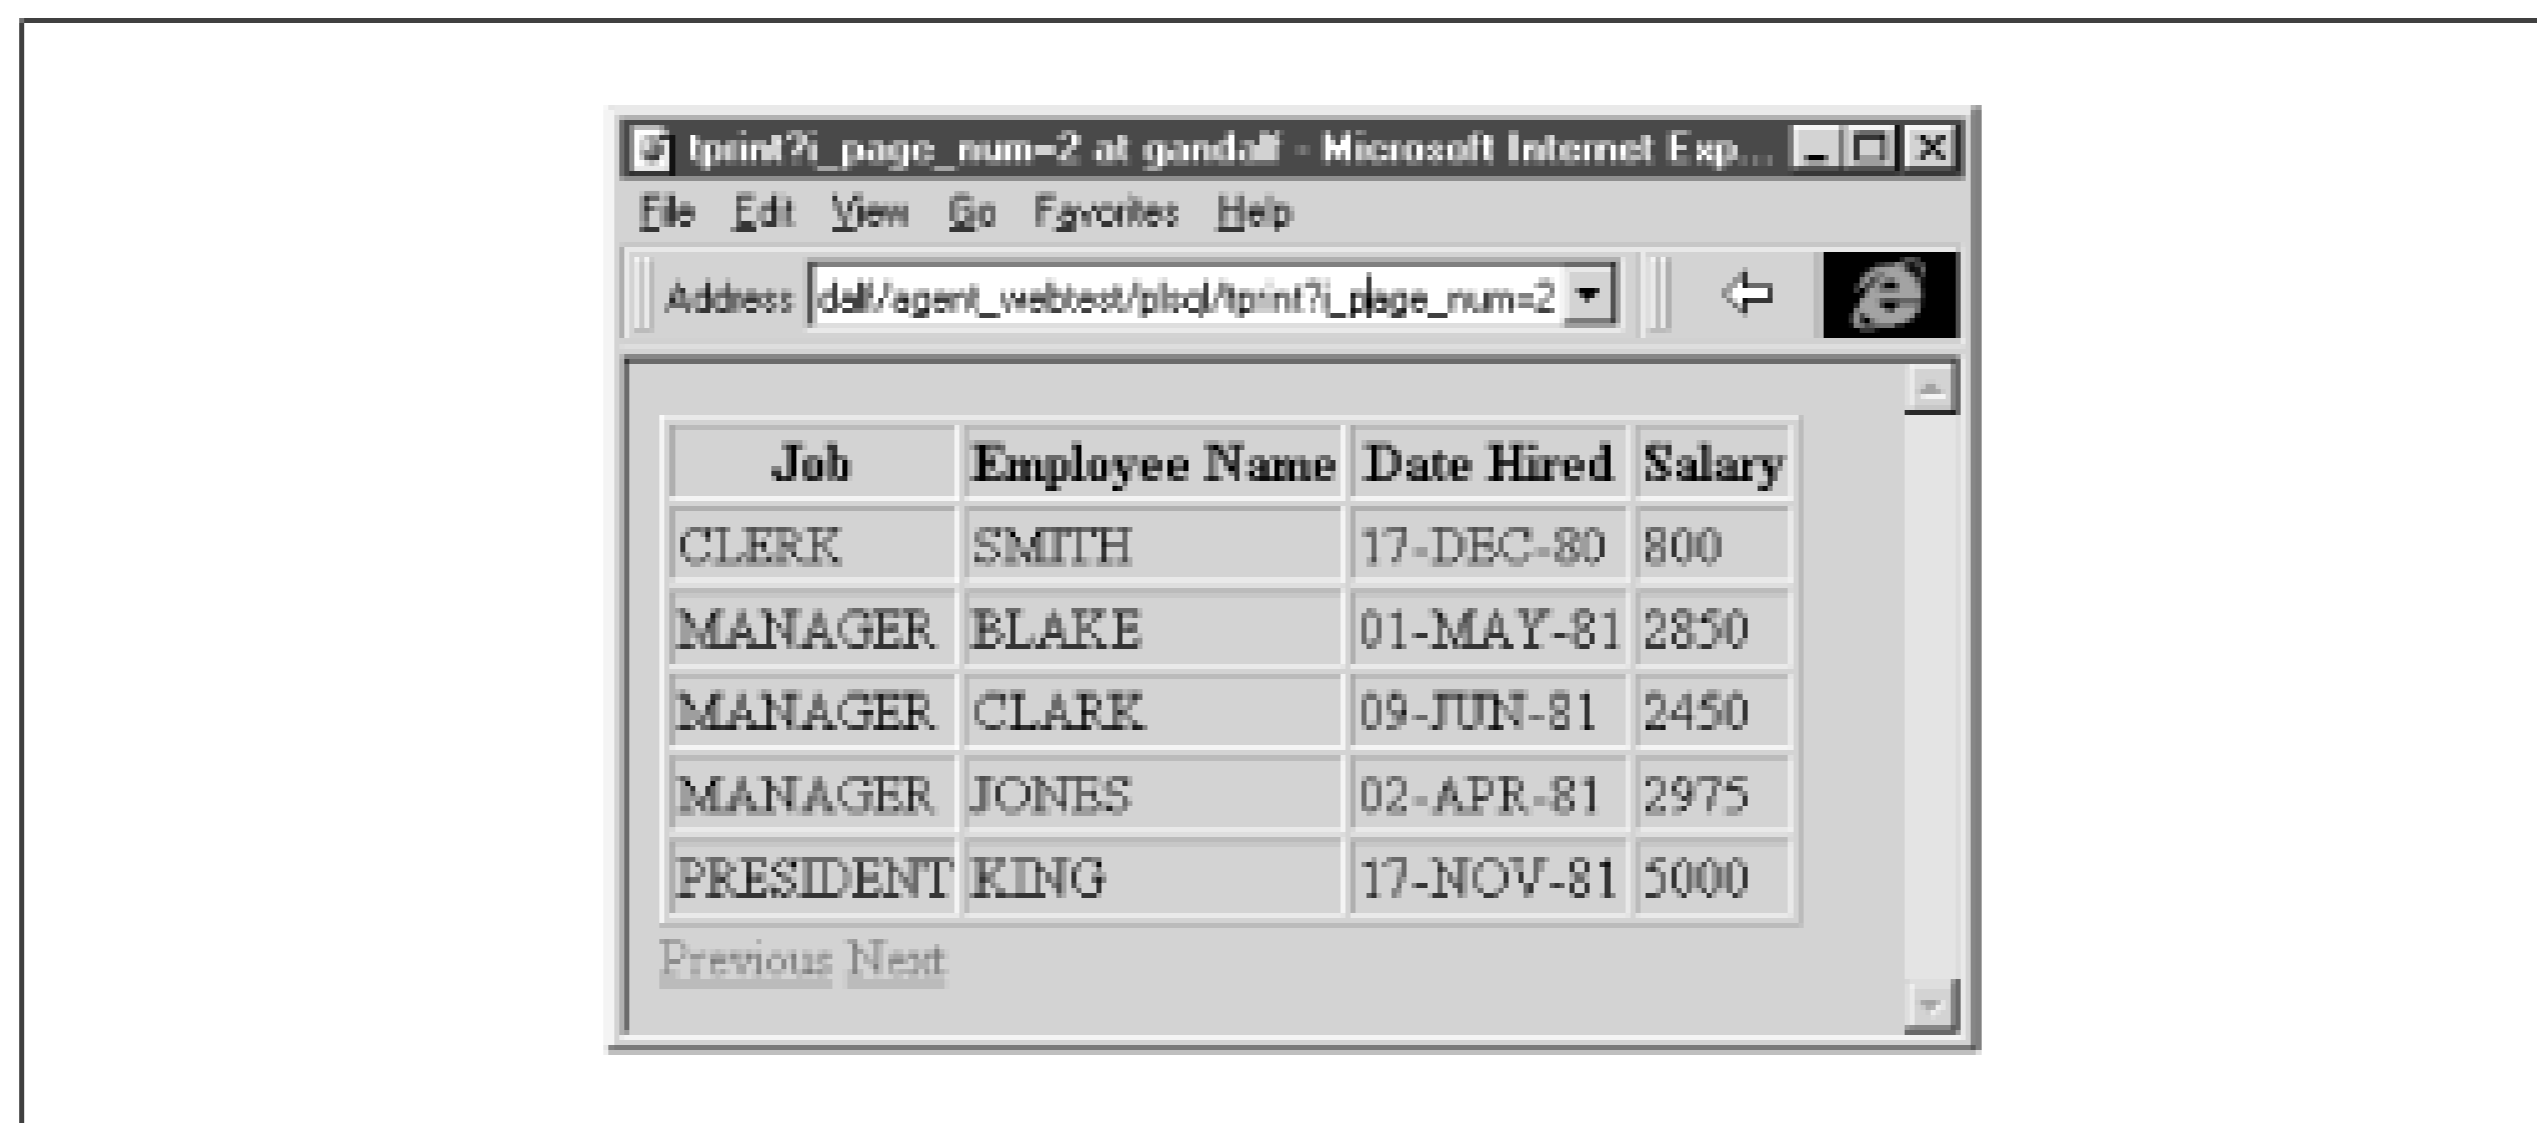 tprint?i_page_num=2 at gandalf - Microsoft Internet Exp...
File Edit View Go Favorites Help
Address dalf/agent_webtest/plsql/tprint?i_page_num=2
Job Employee Name Date Hired Salary
CLERK SMITH 17-DEC-80 800
MANAGER BLAKE 01-MAY-81 2850
MANAGER CLARK 09-JUN-81 2450
MANAGER JONES 02-APR-81 2975
PRESIDENT KING 17-NOV-81 5000
Previous Next